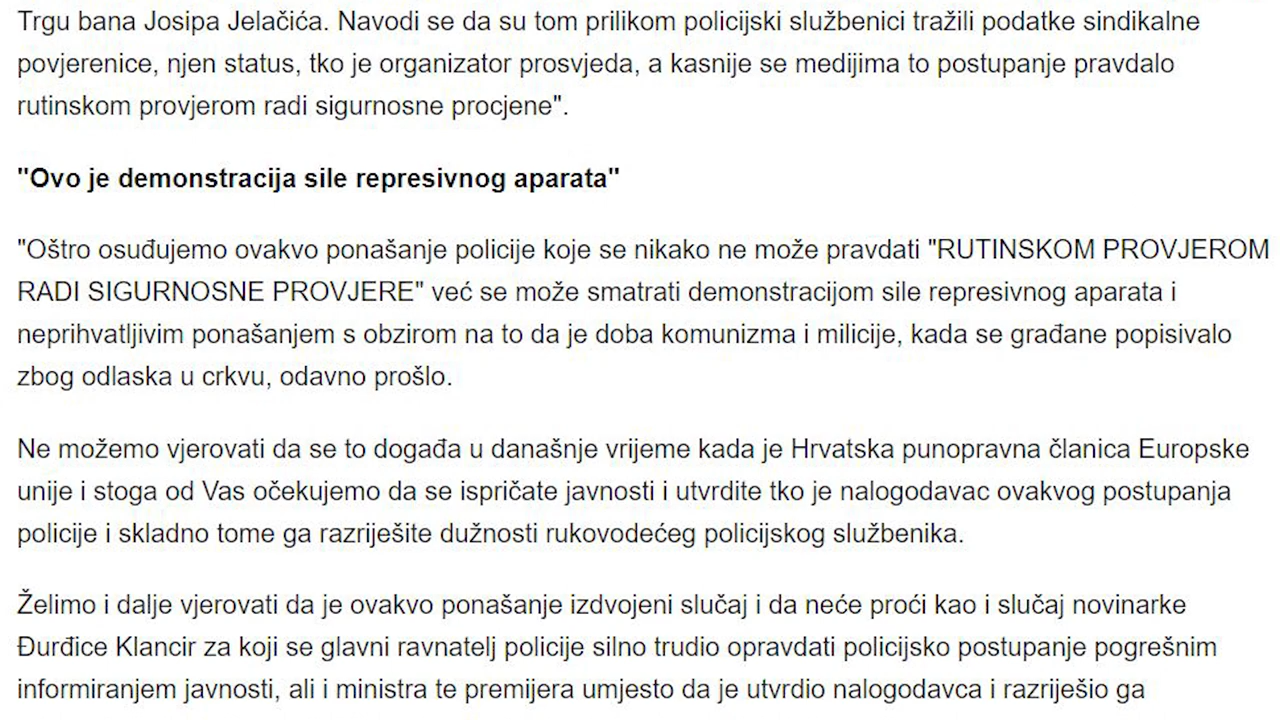 Trgu bana Josipa Jelačića. Navodi se da su tom prilikom policijski službenici tražili podatke sindikalne
povjerenice, njen status, tko je organizator prosvjeda, a kasnije se medijima to postupanje pravdalo
rutinskom provjerom radi sigurnosne procjene".
"Ovo je demonstracija sile represivnog aparata"
"Oštro osuđujemo ovakvo ponašanje policije koje se nikako ne može pravdati "RUTINSKOM PROVJEROM
RADI SIGURNOSNE PROVJERE" već se može smatrati demonstracijom sile represivnog aparata i
neprihvatljivim ponašanjem s obzirom na to da je doba komunizma i milicije, kada se građane popisivalo
zbog odlaska u crkvu, odavno prošlo.
Ne možemo vjerovati da se to događa u današnje vrijeme kada je Hrvatska punopravna članica Europske
unije i stoga od Vas očekujemo da se ispričate javnosti i utvrdite tko je nalogodavac ovakvog postupanja
policije i skladno tome ga razriješite dužnosti rukovodećeg policijskog službenika.
Želimo i dalje vjerovati da je ovakvo ponašanje izdvojeni slučaj i da neće proći kao i slučaj novinarke
Đurđice Klancir za koji se glavni ravnatelj policije silno trudio opravdati policijsko postupanje pogrešnim
informiranjem javnosti, ali i ministra te premijera umjesto da je utvrdio nalogodavca i razriješio ga